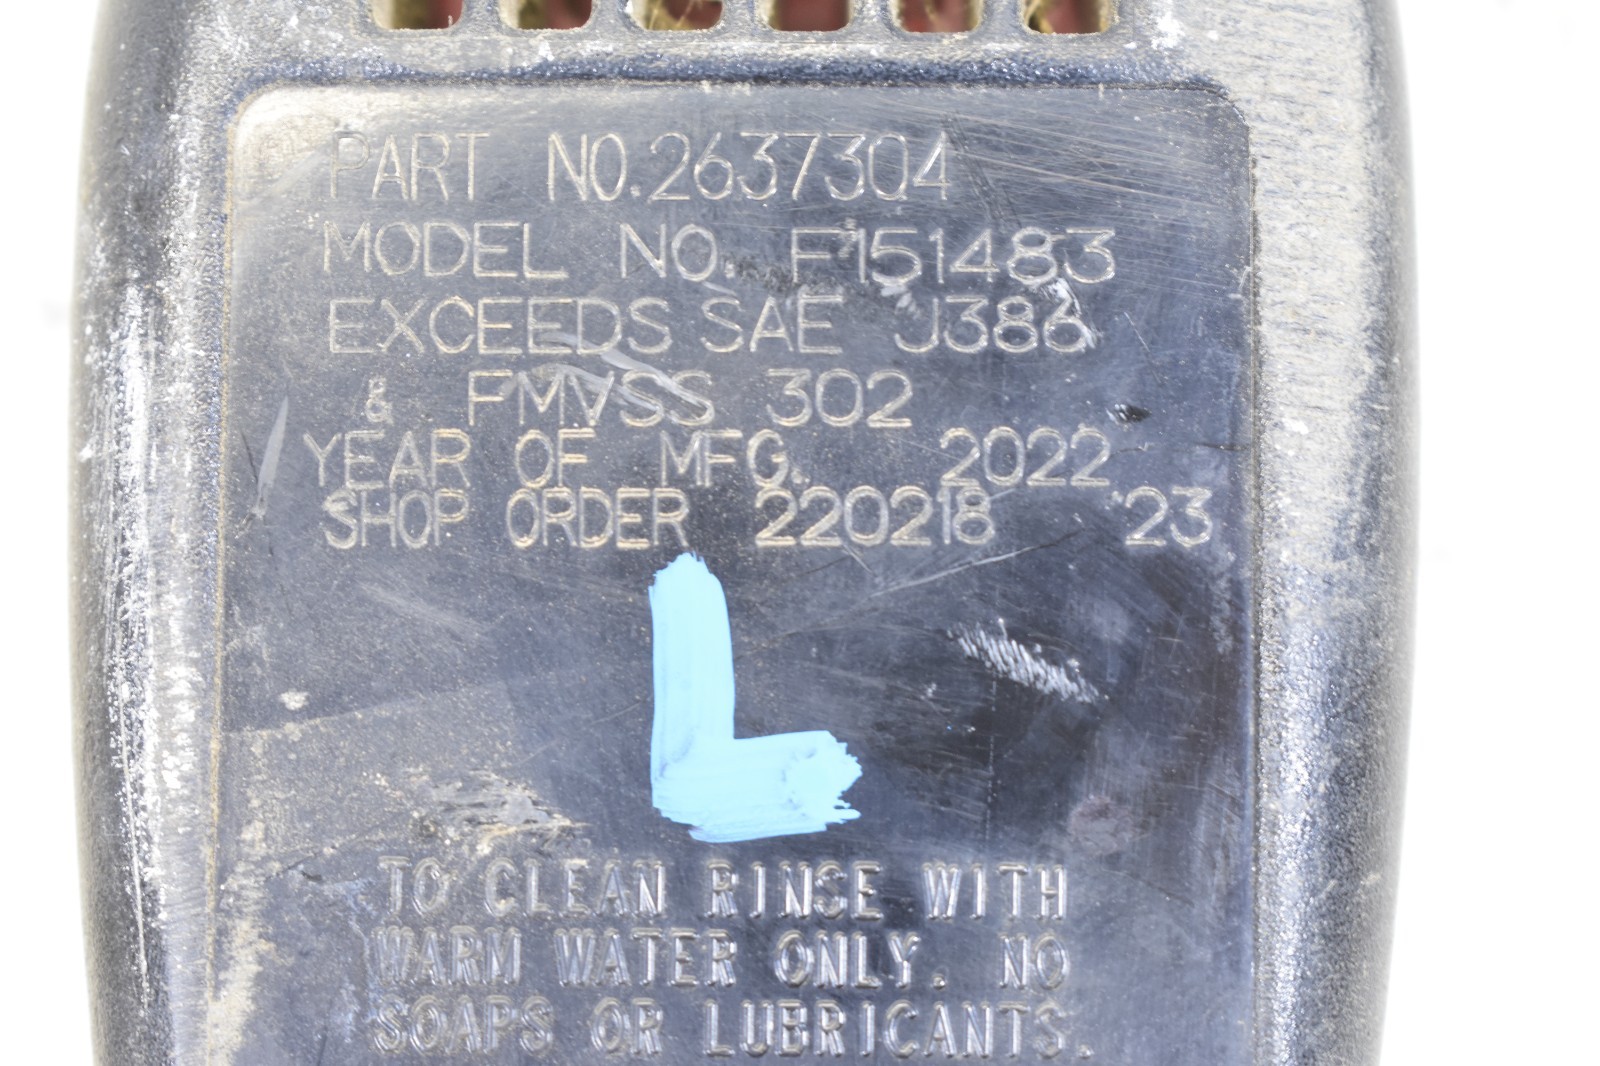 PART NO.2637304
MODEL NO. F151483
EXCEEDS SAE J386
& FMVSS 302
YEAR OF MFG. 2022
SHOP ORDER 220218 '23
L
TO CLEAN RINSE WITH
WARM WATER ONLY. NO
SOAPS OR LUBRICANTS.